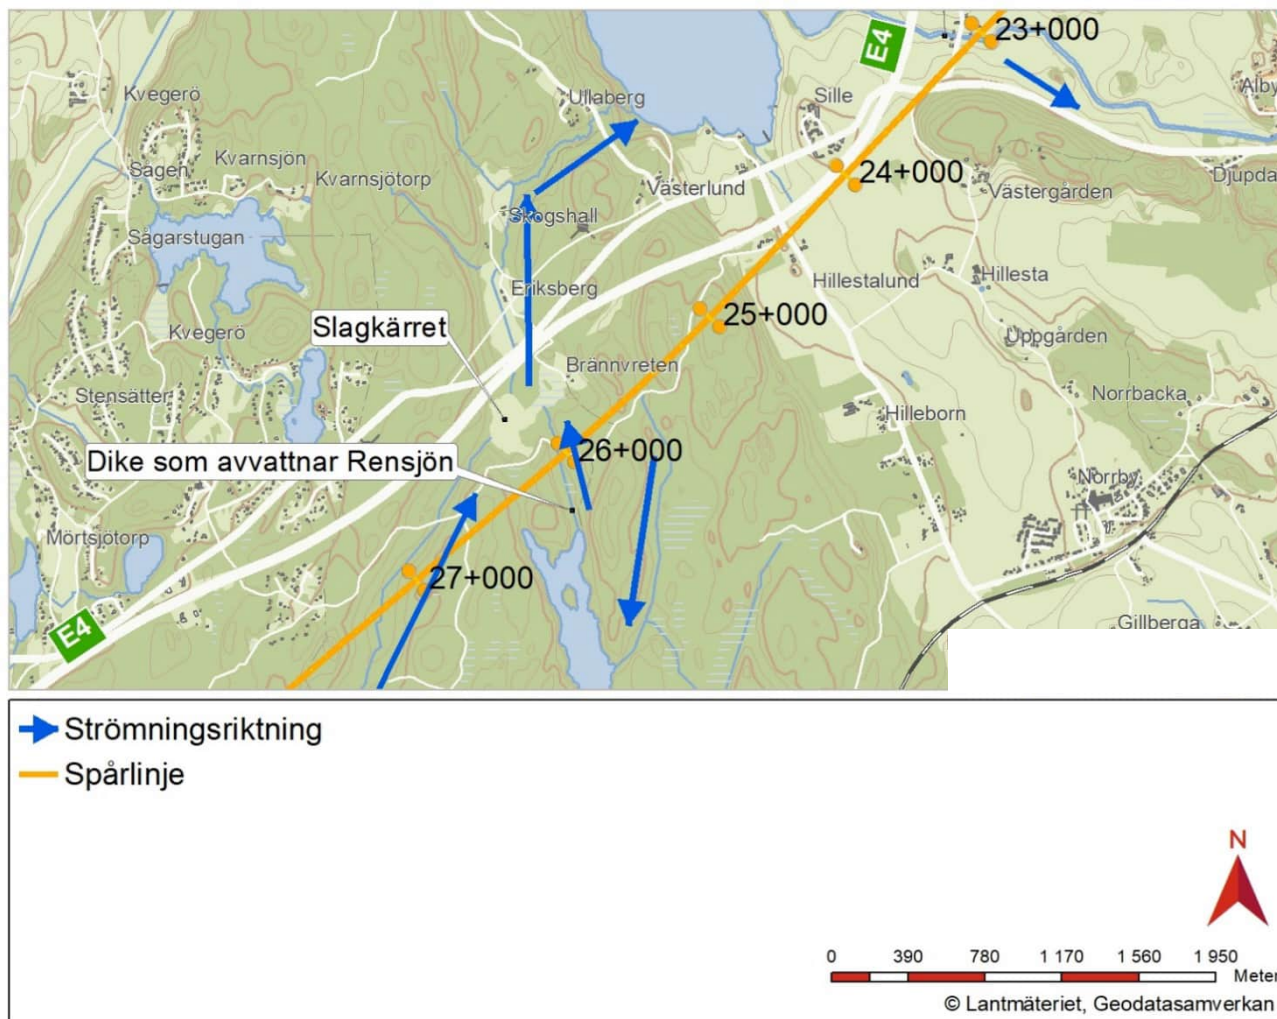 23+000
E4
Kvegerö
Ullaberg
Sille
Alby
Sagen
Kvarnsjön
Kvarnsjötorp
Västerlund
24+000
Västergården
Djupda
Skogshall
Sågarstugan
Eriksberg
Hillestalund
Hillesta
Slagkärret
Kvegerö
25+000
Uppgården
Brännvreten
Stensätter
Norrbacka
Hilleborn
Dike som avvattnar Rensjön
26+000
Norrby
Mörtsjötorp
27+000
E4
Gillberga
Strömningsriktning
Spårlinje
N
0 390 780 1 170 1 560 1 950
Meter
© Lantmäteriet, Geodatasamverkan